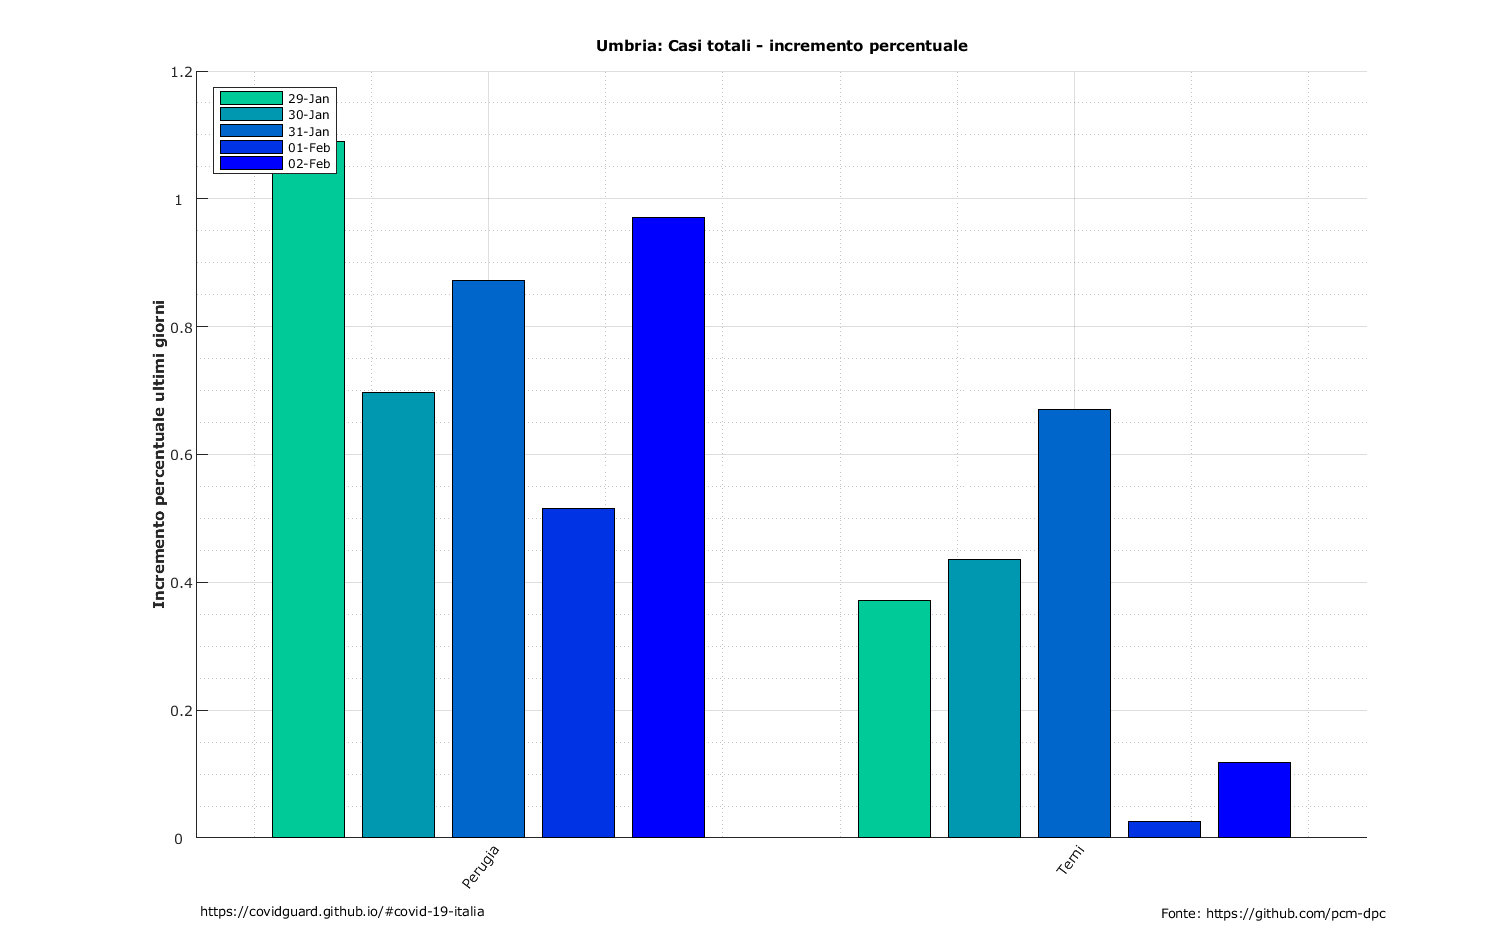 Umbria: Casi totali - incremento percentuale
1.2
1
0.8
0.6
0.4
0.2
0
Incremento percentuale ultimi giorni
29-Jan
30-Jan
31-Jan
01-Feb
02-Feb
Perugia
Terni
https://covidguard.github.io/#covid-19-italia
Fonte: https://github.com/pcm-dpc